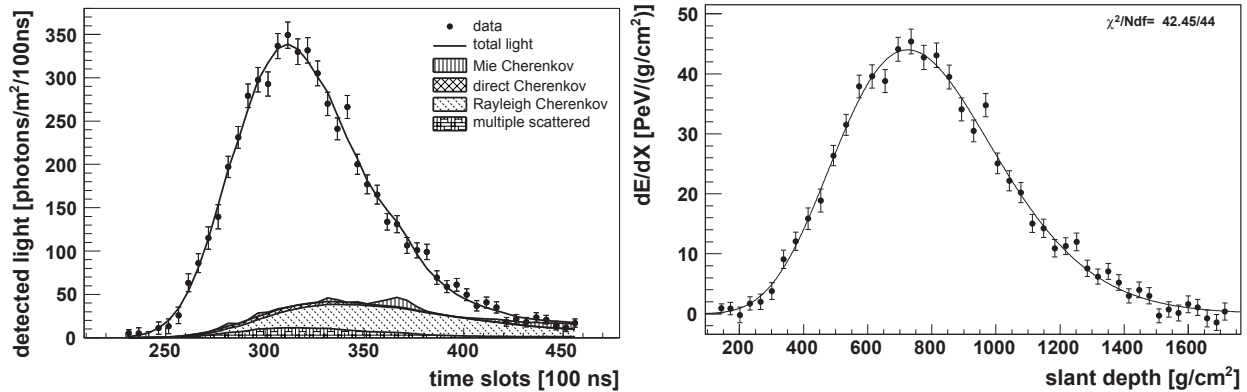 detected light [photons/m²/100ns]
350
300
250
200
150
100
50
0
data
total light
Mie Cherenkov
direct Cherenkov
Rayleigh Cherenkov
multiple scattered
250 300 350 400 450
time slots [100 ns]
dE/dX [PeV/(g/cm²)]
50
40
30
20
10
0
χ²/Ndf= 42.45/44
200 400 600 800 1000 1200 1400 1600
slant depth [g/cm²]